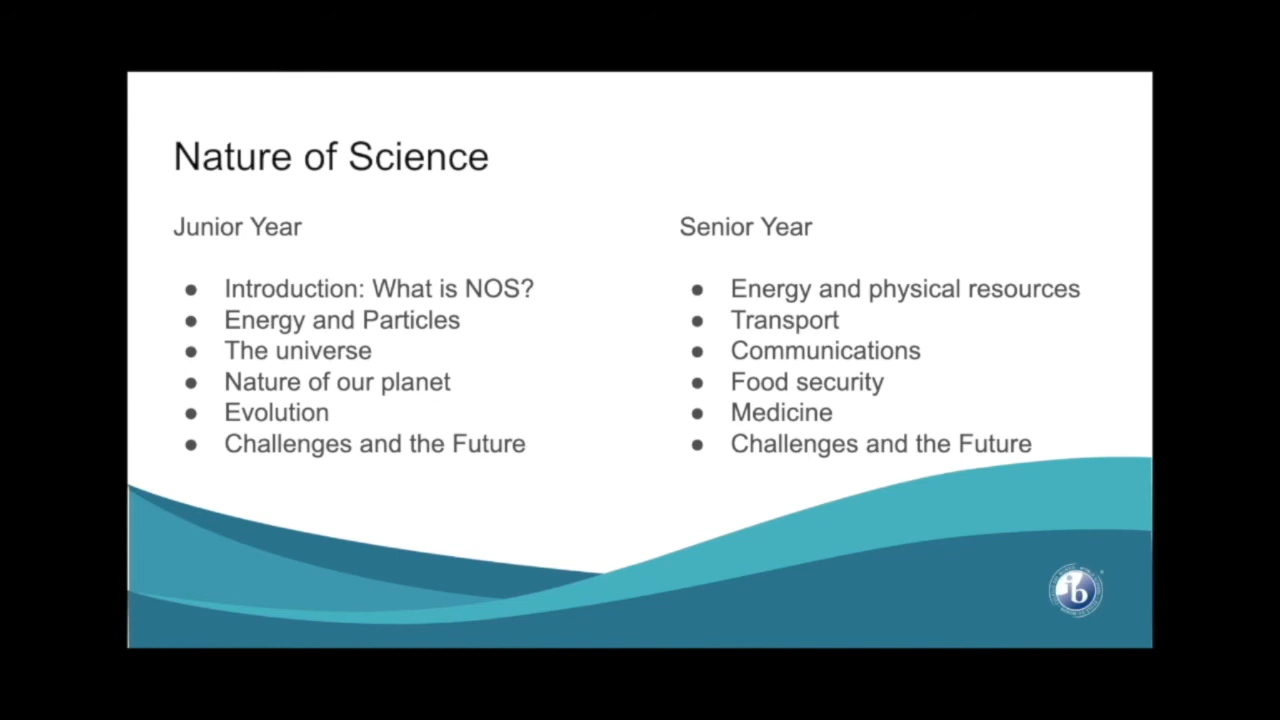 Nature of Science
Junior Year
● Introduction: What is NOS?
● Energy and Particles
● The universe
● Nature of our planet
● Evolution
● Challenges and the Future
Senior Year
● Energy and physical resources
● Transport
● Communications
● Food security
● Medicine
● Challenges and the Future
ib